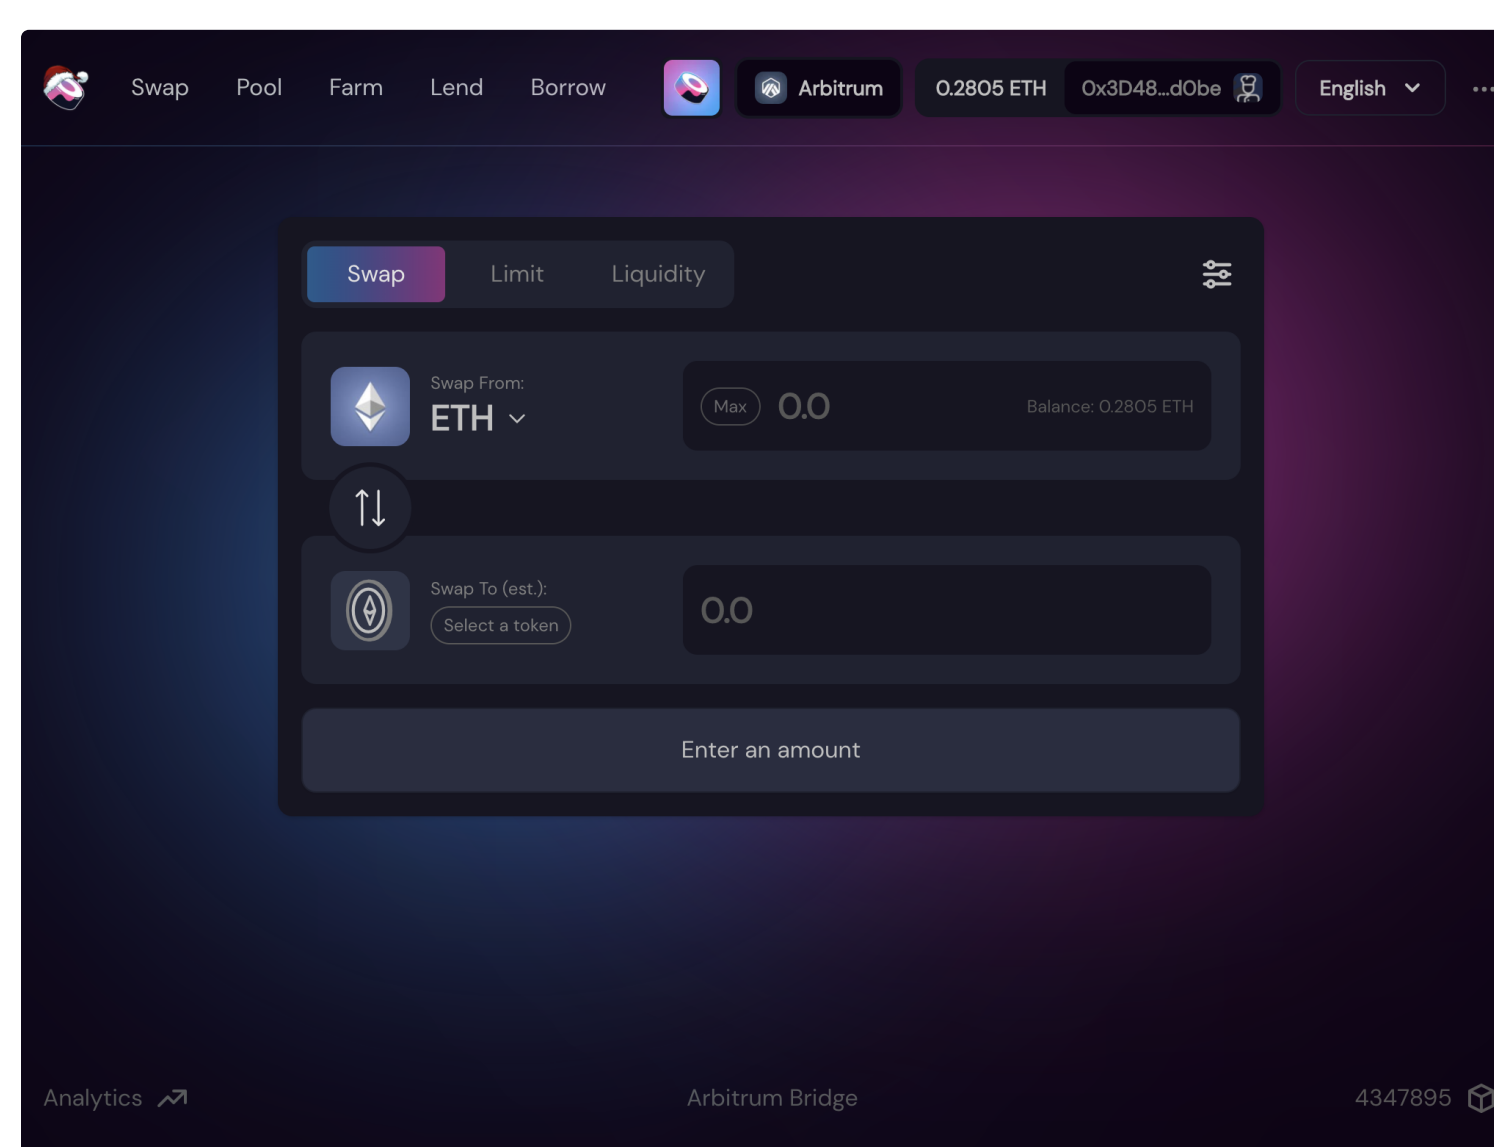 Swap Pool Farm Lend Borrow Arbitrum 0.2805 ETH 0x3D48...d0be English
Swap Limit Liquidity
Swap From:
ETH
Max 0.0 Balance: 0.2805 ETH
Swap To (est.):
Select a token
0.0
Enter an amount
Analytics Arbitrum Bridge 4347895